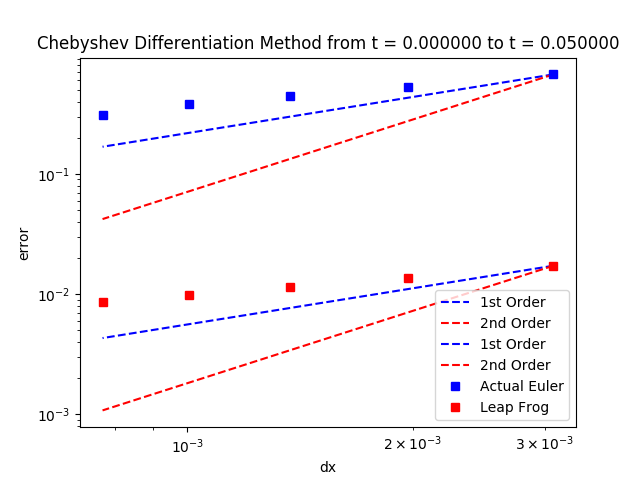 Chebyshev Differentiation Method from t = 0.000000 to t = 0.050000
error
10⁻¹
10⁻²
10⁻³
1st Order
2nd Order
1st Order
2nd Order
Actual Euler
Leap Frog
10⁻³
2 × 10⁻³
3 × 10⁻³
dx